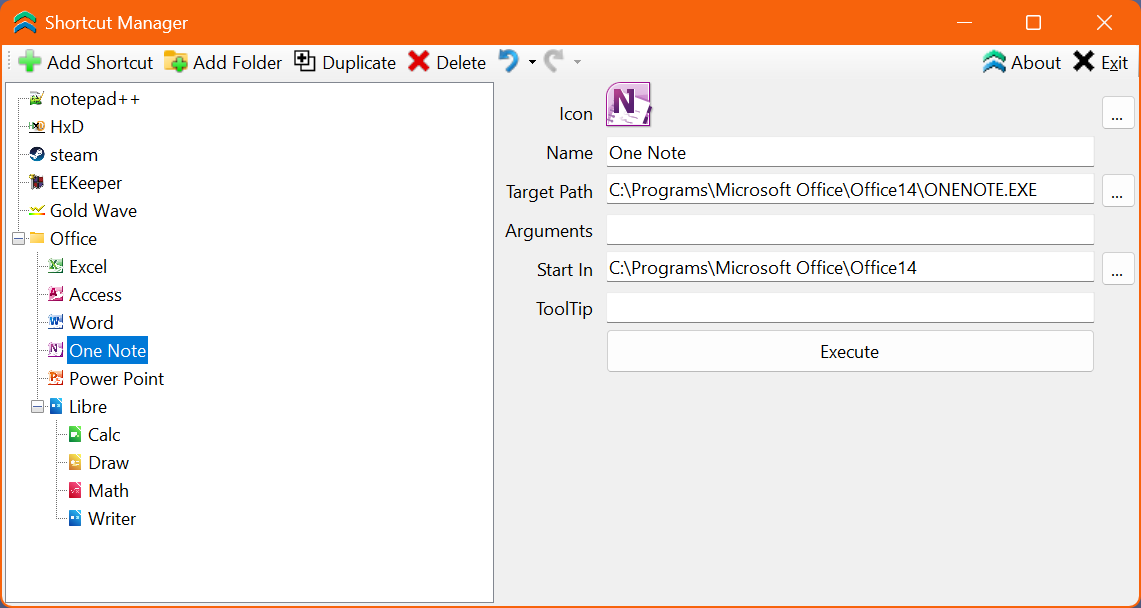 Shortcut Manager
Add Shortcut Add Folder Duplicate Delete About Exit
notepad++
HxD
steam
EEKeeper
Gold Wave
Office
Excel
Access
Word
One Note
Power Point
Libre
Calc
Draw
Math
Writer
Icon ...
Name One Note
Target Path C:\Programs\Microsoft Office\Office14\ONENOTE.EXE ...
Arguments
Start In C:\Programs\Microsoft Office\Office14 ...
ToolTip
Execute